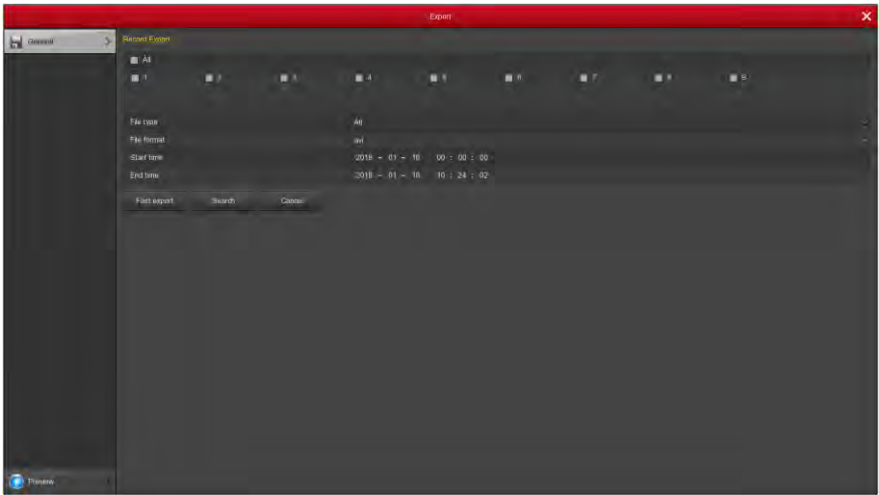 Export
General
Record Export
All
1 2 3 4 5 6 7 8 9
File type All
File format avi
Start time 2018 - 01 - 18 00 : 00 : 00
End time 2018 - 01 - 18 10 : 24 : 02
Fast export Search Cancel
Preview